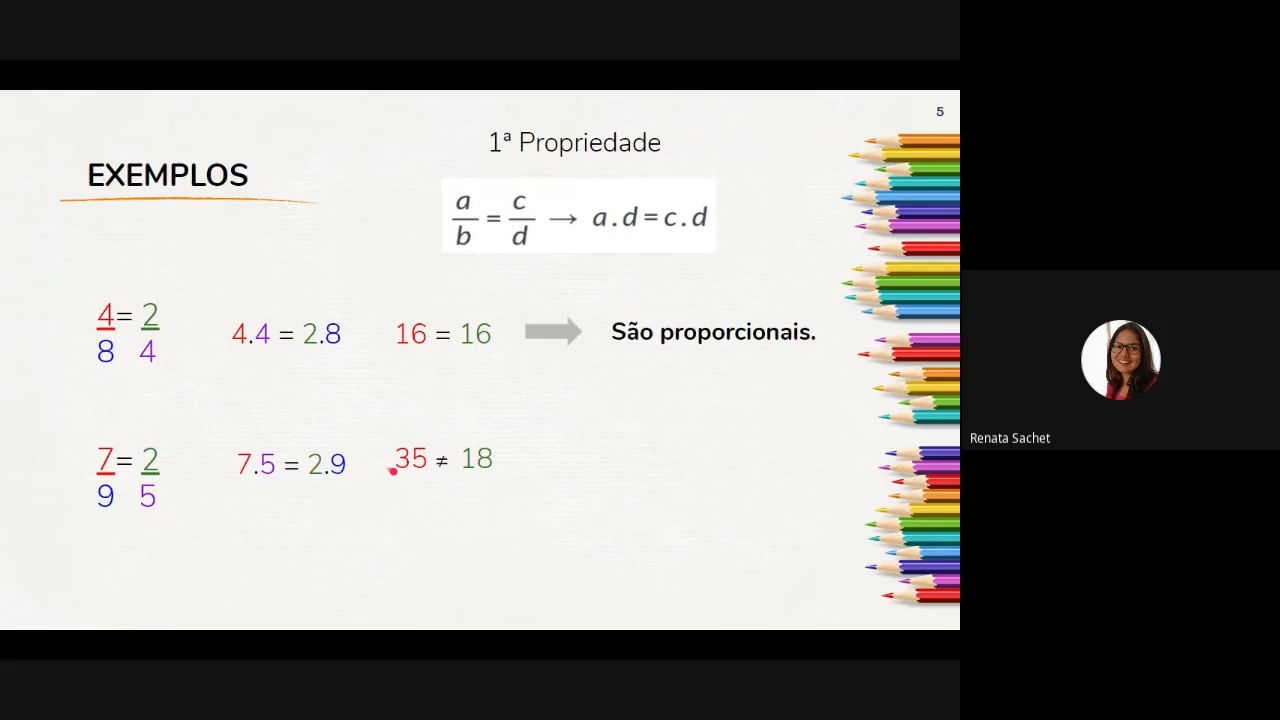 5
1ª Propriedade
EXEMPLOS
a/b = c/d → a.d=c.d
4/8 = 2/4 4.4 = 2.8 16 = 16 São proporcionais.
7/9 = 2/5 7.5 = 2.9 35 ≠ 18
Renata Sachet